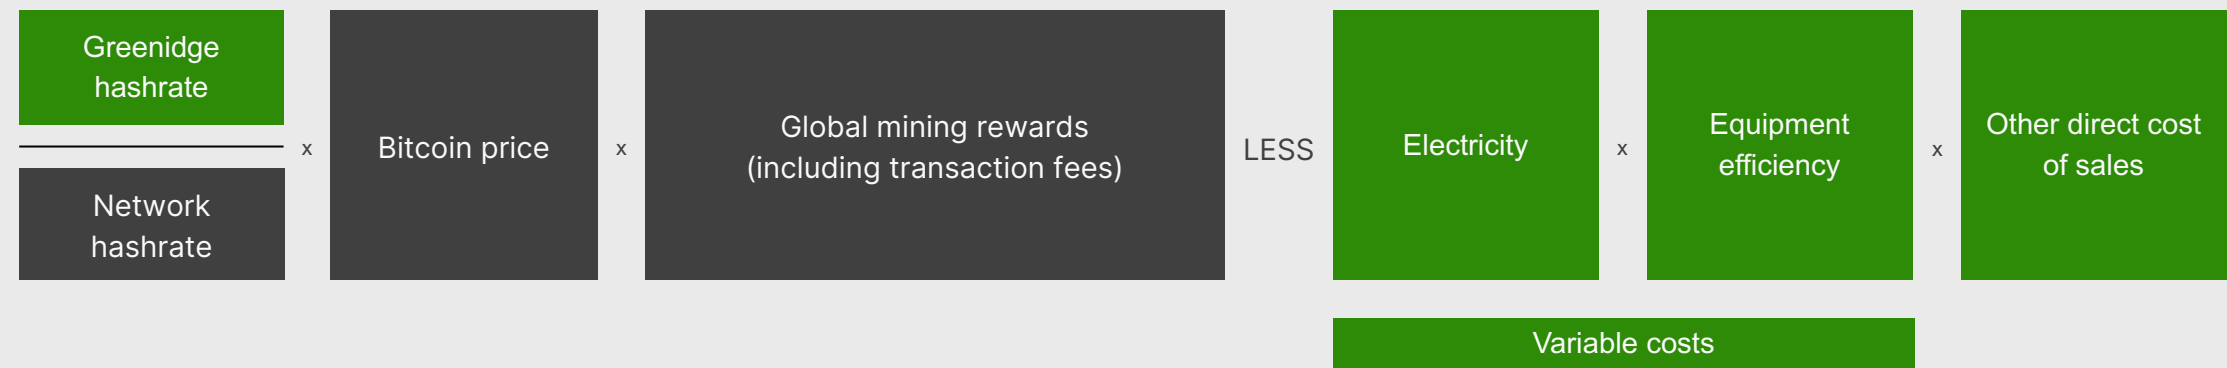 Greenidge
hashrate
Network
hashrate
x
Bitcoin price
x
Global mining rewards
(including transaction fees)
LESS
Electricity
x
Equipment
efficiency
x
Other direct cost
of sales
Variable costs